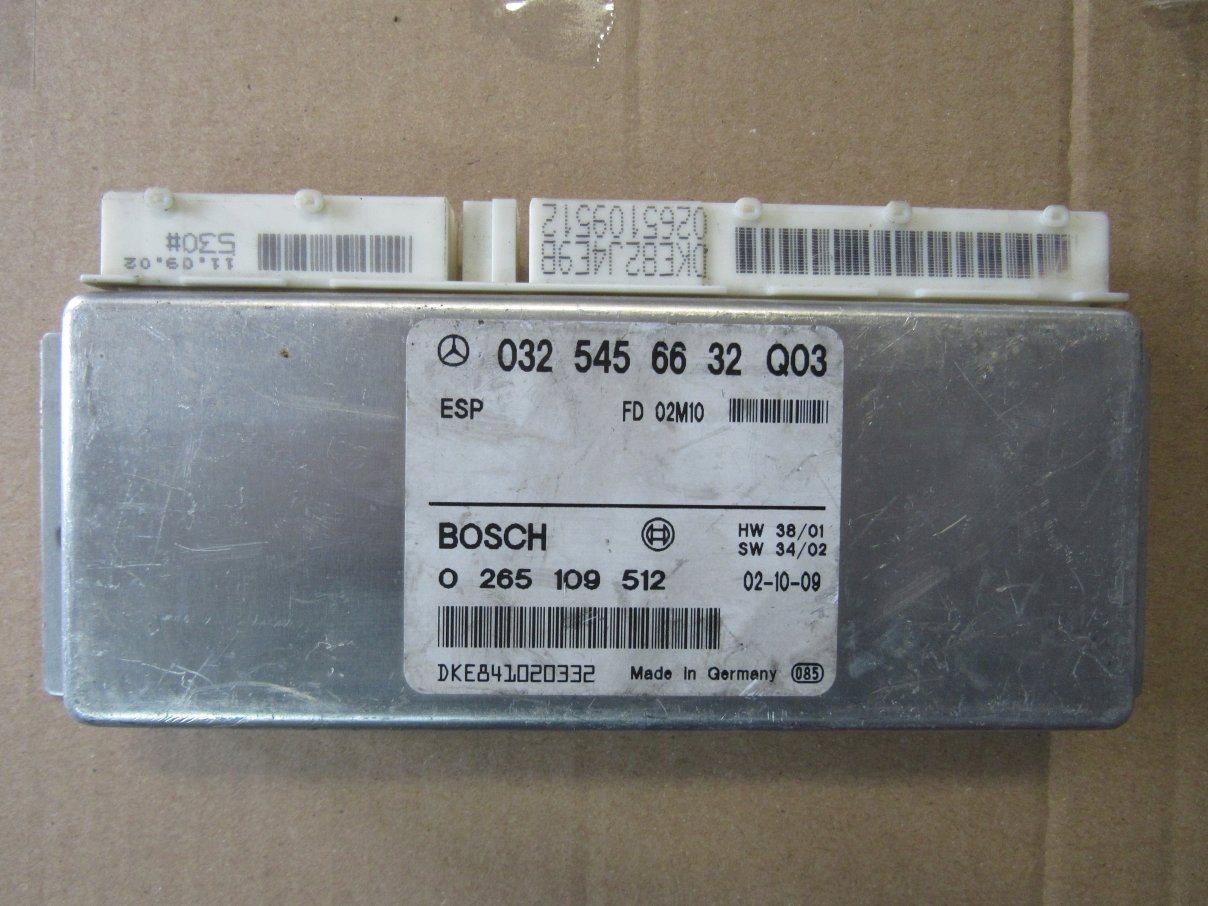 530#
11.09.02
0265109512
DKE82J4E9B
032 545 66 32 Q03
ESP FD 02M10
BOSCH HW 38/01
SW 34/02
0 265 109 512 02-10-09
DKE841020332 Made in Germany 085